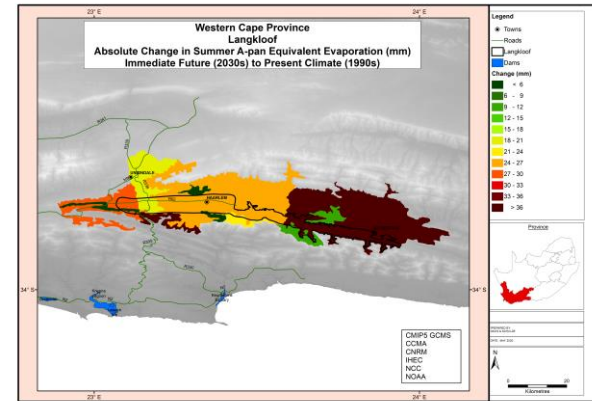 Western Cape Province
Langkloof
Absolute Change in Summer A-pan Equivalent Evaporation (mm)
Immediate Future (2030s) to Present Climate (1990s)
23° E
24° E
34° S
34° S
23° E
24° E
UNIONDALE
HAARLEM
CMIP5 GCMS
CCMA
CNRM
IHEC
NCC
NOAA
Legend
Towns
Roads
Langkloof
Dams
Change (mm)
< 6
6 - 9
9 - 12
12 - 15
15 - 18
18 - 21
21 - 24
24 - 27
27 - 30
30 - 33
33 - 36
> 36
Province
N
0
20
Kilometres